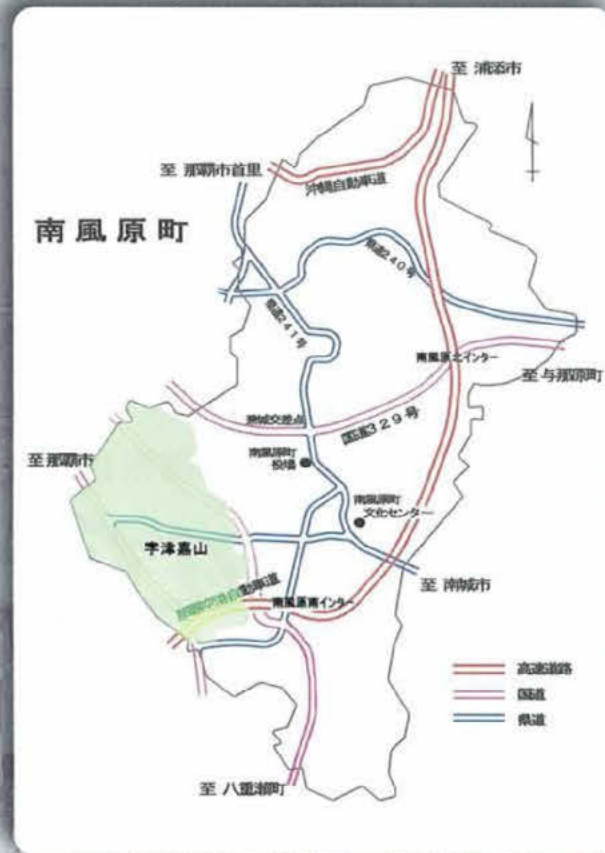 至 浦添市
至 那覇市首里
沖縄自動車道
南風原町
県道240号
県道241号
南風原北インター
至 与那原町
国道329号
兼城交差点
南風原町
役場
至 那覇市
南風原町
文化センター
字津嘉山
至 南城市
那覇空港自動車道
南風原南インター
高速道路
国道
県道
至 八重瀬町